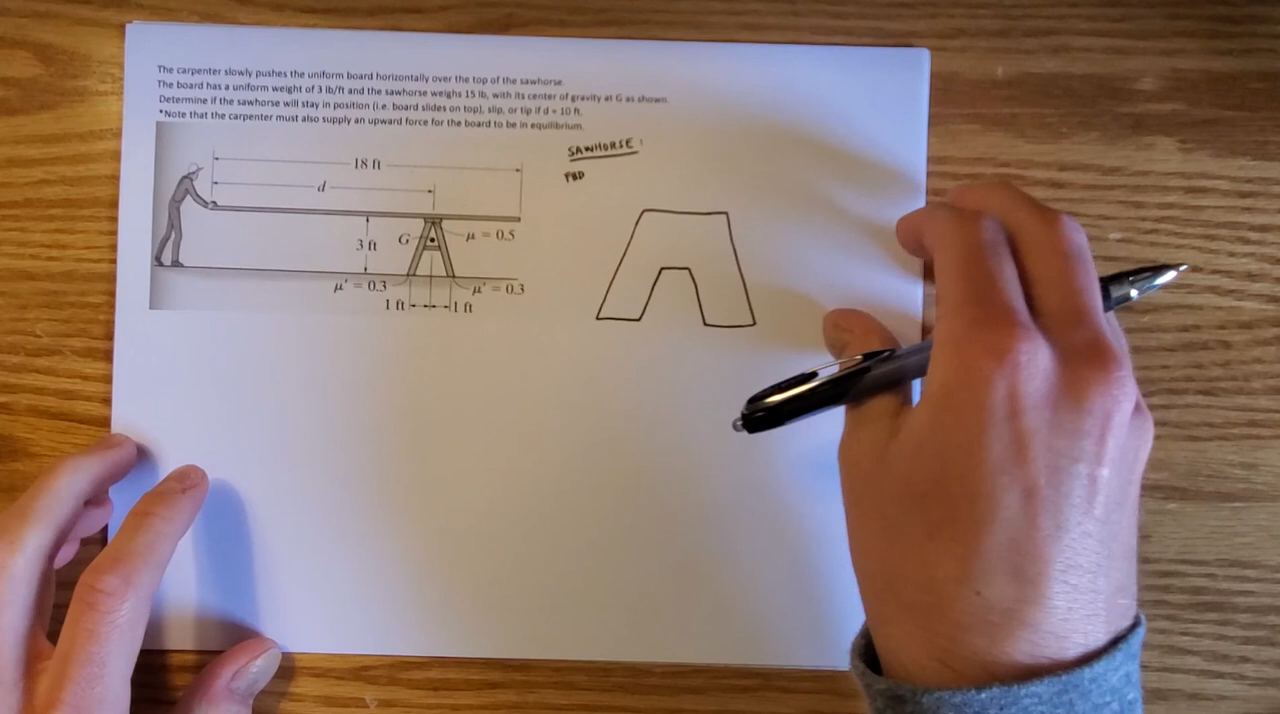 The carpenter slowly pushes the uniform board horizontally over the top of the sawhorse.
The board has a uniform weight of 3 lb/ft and the sawhorse weighs 15 lb, with its center of gravity at G as shown.
Determine if the sawhorse will stay in position (i.e. board slides on top), slip, or tip if d = 10 ft.
*Note that the carpenter must also supply an upward force for the board to be in equilibrium.
SAWHORSE :
FBD
18 ft
d
3 ft
G
μ = 0.5
μ' = 0.3
μ' = 0.3
1 ft
1 ft